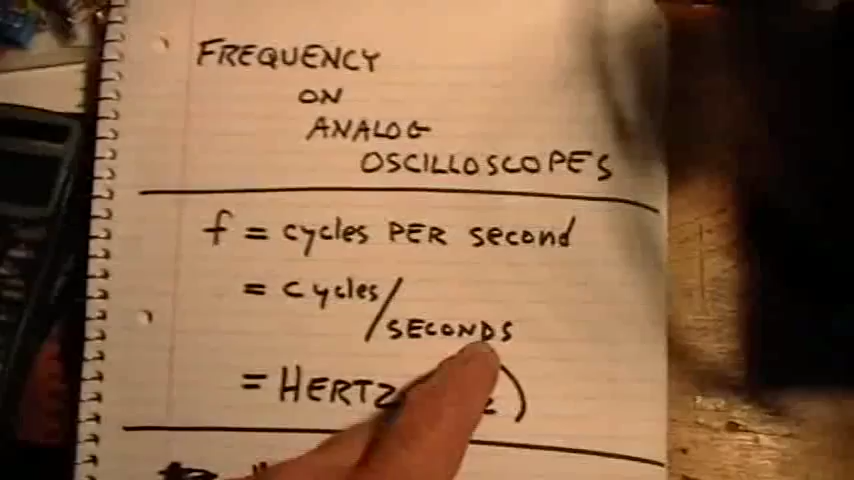 FREQUENCY
ON
ANALOG
OSCILLOSCOPES
f = cycles PER second
= cycles/SECONDS
= HERTZ